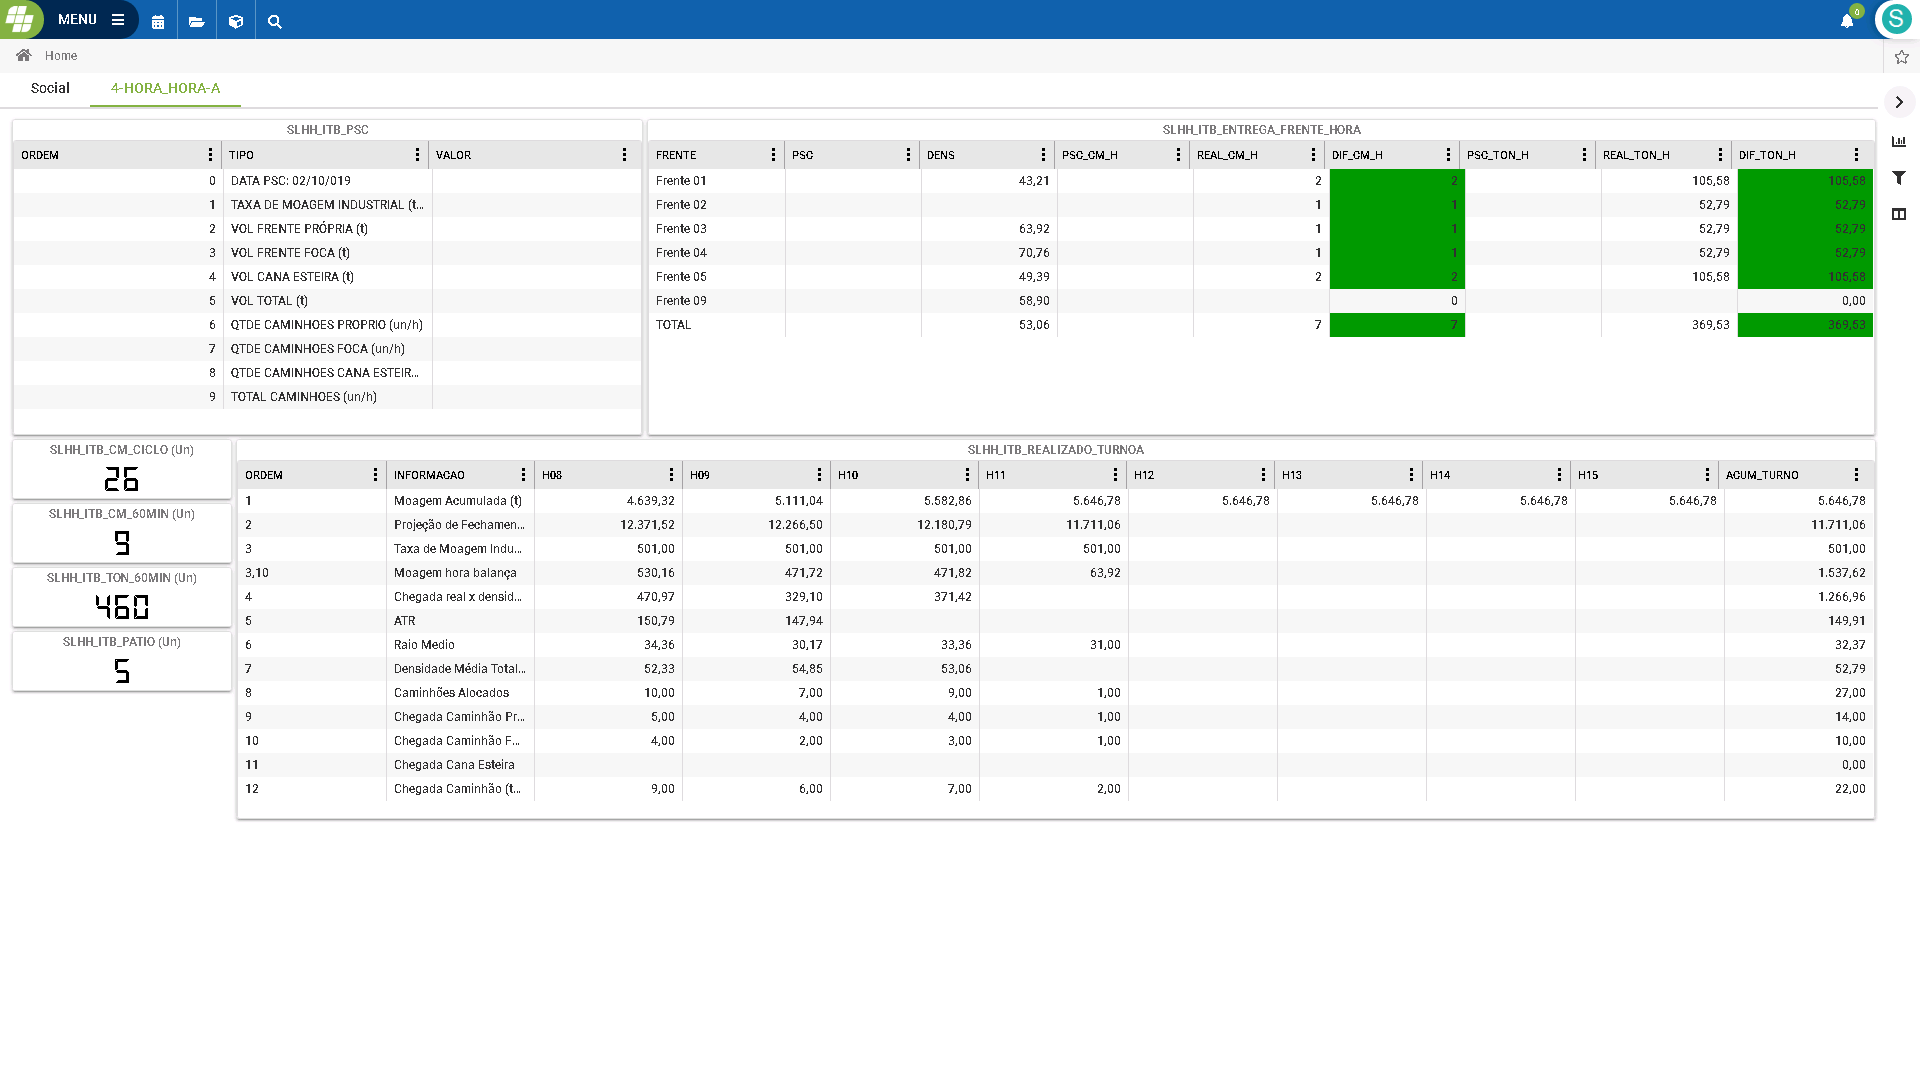 MENU
0
S
Home
Social
4-HORA_HORA-A
SLHH_ITB_PSC
ORDEM TIPO VALOR
0 DATA PSC: 02/10/019
1 TAXA DE MOAGEM INDUSTRIAL (t...
2 VOL FRENTE PRÓPRIA (t)
3 VOL FRENTE FOCA (t)
4 VOL CANA ESTEIRA (t)
5 VOL TOTAL (t)
6 QTDE CAMINHOES PROPRIO (un/h)
7 QTDE CAMINHOES FOCA (un/h)
8 QTDE CAMINHOES CANA ESTEIR...
9 TOTAL CAMINHOES (un/h)
SLHH_ITB_ENTREGA_FRENTE_HORA
FRENTE PSC DENS PSC_CM_H REAL_CM_H DIF_CM_H PSC_TON_H REAL_TON_H DIF_TON_H
Frente 01 43,21 2 2 105,58 105,58
Frente 02 1 1 52,79 52,79
Frente 03 63,92 1 1 52,79 52,79
Frente 04 70,76 1 1 52,79 52,79
Frente 05 49,39 2 2 105,58 105,58
Frente 09 58,90 0 0,00
TOTAL 53,06 7 7 369,53 369,53
SLHH_ITB_CM_CICLO (Un)
26
SLHH_ITB_CM_60MIN (Un)
9
SLHH_ITB_TON_60MIN (Un)
460
SLHH_ITB_PATIO (Un)
5
SLHH_ITB_REALIZADO_TURNOA
ORDEM INFORMACAO H08 H09 H10 H11 H12 H13 H14 H15 ACUM_TURNO
1 Moagem Acumulada (t) 4.639,32 5.111,04 5.582,86 5.646,78 5.646,78 5.646,78 5.646,78 5.646,78 5.646,78
2 Projeção de Fechamen... 12.371,52 12.266,50 12.180,79 11.711,06 11.711,06
3 Taxa de Moagem Indu... 501,00 501,00 501,00 501,00 501,00
3,10 Moagem hora balança 530,16 471,72 471,82 63,92 1.537,62
4 Chegada real x densid... 470,97 329,10 371,42 1.266,96
5 ATR 150,79 147,94 149,91
6 Raio Medio 34,36 30,17 33,36 31,00 32,37
7 Densidade Média Total... 52,33 54,85 53,06 52,79
8 Caminhões Alocados 10,00 7,00 9,00 1,00 27,00
9 Chegada Caminhão Pr... 5,00 4,00 4,00 1,00 14,00
10 Chegada Caminhão F... 4,00 2,00 3,00 1,00 10,00
11 Chegada Cana Esteira 0,00
12 Chegada Caminhão (t... 9,00 6,00 7,00 2,00 22,00